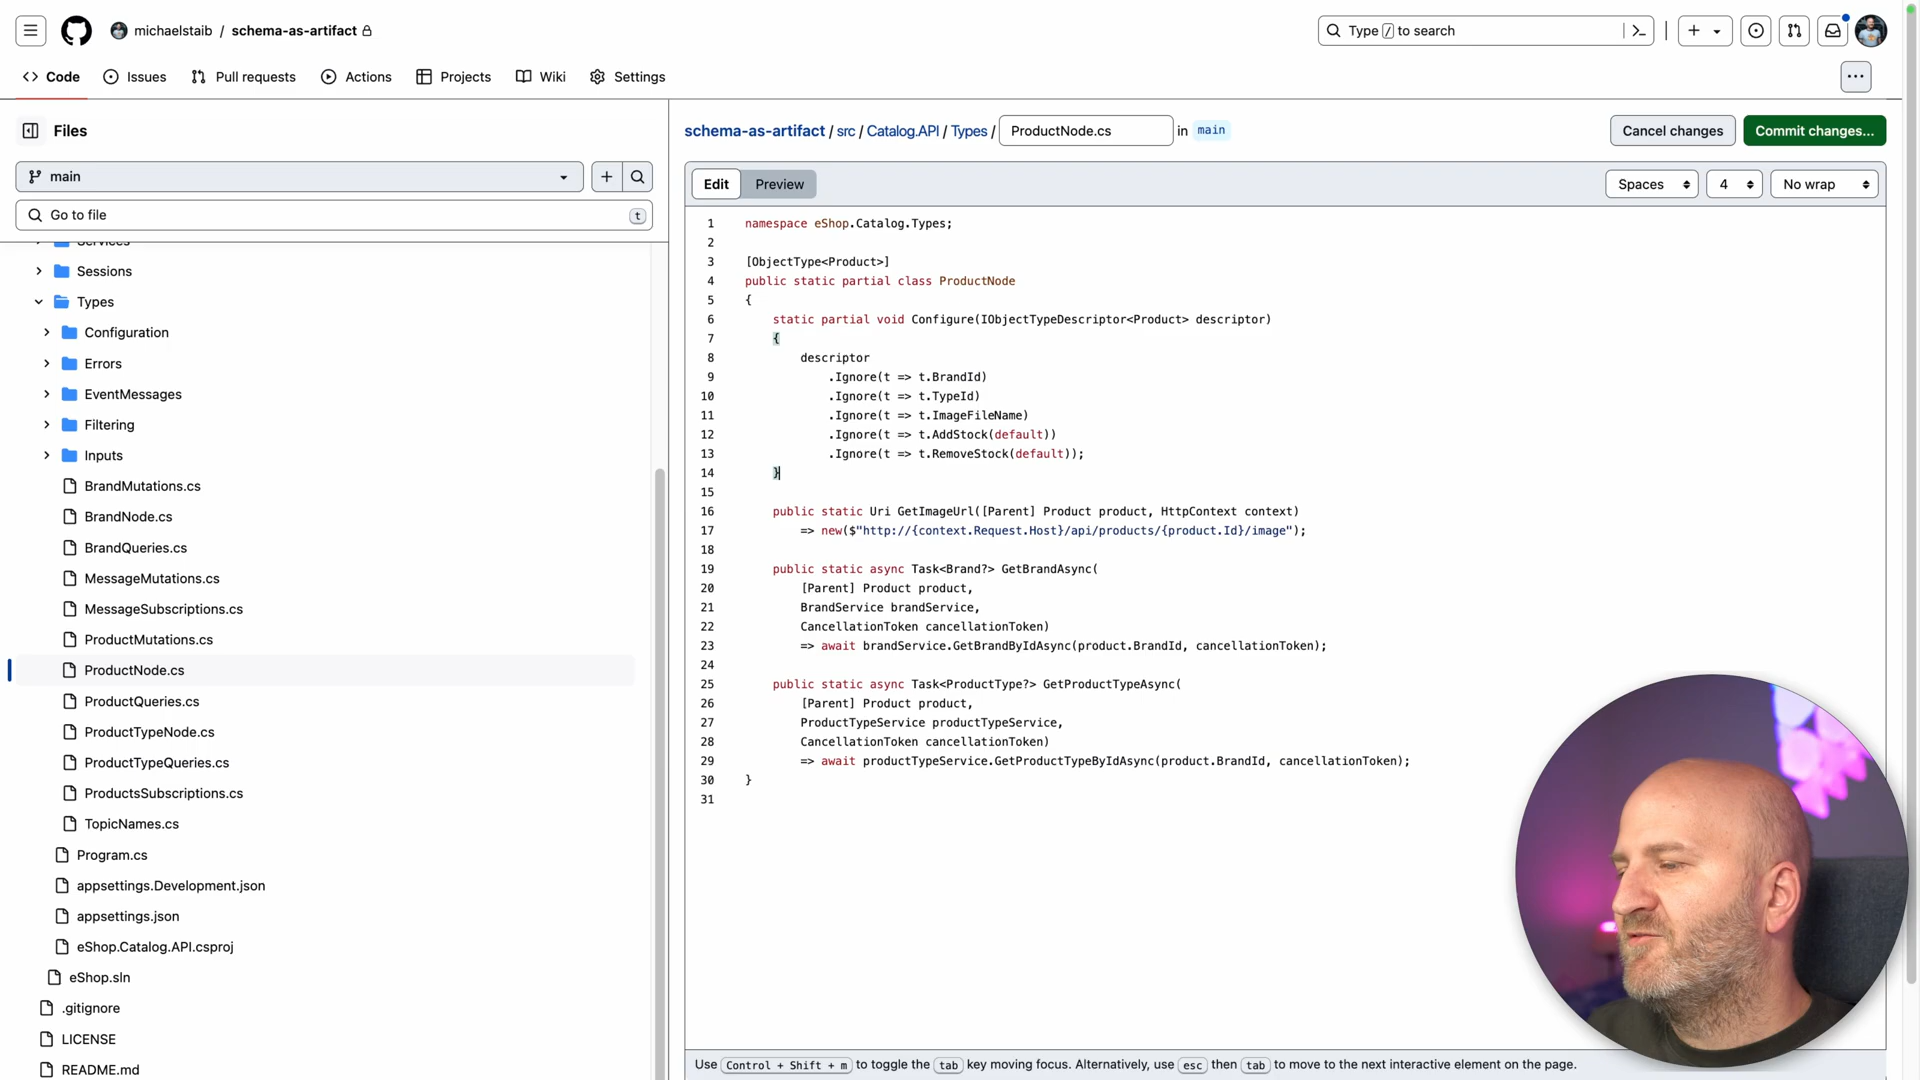 michaelstaib / schema-as-artifact
Type / to search
Code
Issues
Pull requests
Actions
Projects
Wiki
Settings
Files
main
Go to file
t
Services
Sessions
Types
Configuration
Errors
EventMessages
Filtering
Inputs
BrandMutations.cs
BrandNode.cs
BrandQueries.cs
MessageMutations.cs
MessageSubscriptions.cs
ProductMutations.cs
ProductNode.cs
ProductQueries.cs
ProductTypeNode.cs
ProductTypeQueries.cs
ProductsSubscriptions.cs
TopicNames.cs
Program.cs
appsettings.Development.json
appsettings.json
eShop.Catalog.API.csproj
eShop.sln
.gitignore
LICENSE
README.md
schema-as-artifact / src / Catalog.API / Types / ProductNode.cs in main
Cancel changes
Commit changes...
Edit
Preview
Spaces
4
No wrap
1 namespace eShop.Catalog.Types;
2
3 [ObjectType<Product>]
4 public static partial class ProductNode
5 {
6 static partial void Configure(IObjectTypeDescriptor<Product> descriptor)
7 {
8 descriptor
9 .Ignore(t => t.BrandId)
10 .Ignore(t => t.TypeId)
11 .Ignore(t => t.ImageFileName)
12 .Ignore(t => t.AddStock(default))
13 .Ignore(t => t.RemoveStock(default));
14 }
15
16 public static Uri GetImageUrl([Parent] Product product, HttpContext context)
17 => new($"http://{context.Request.Host}/api/products/{product.Id}/image");
18
19 public static async Task<Brand?> GetBrandAsync(
20 [Parent] Product product,
21 BrandService brandService,
22 CancellationToken cancellationToken)
23 => await brandService.GetBrandByIdAsync(product.BrandId, cancellationToken);
24
25 public static async Task<ProductType?> GetProductTypeAsync(
26 [Parent] Product product,
27 ProductTypeService productTypeService,
28 CancellationToken cancellationToken)
29 => await productTypeService.GetProductTypeByIdAsync(product.BrandId, cancellationToken);
30 }
31
Use Control + Shift + m to toggle the tab key moving focus. Alternatively, use esc then tab to move to the next interactive element on the page.